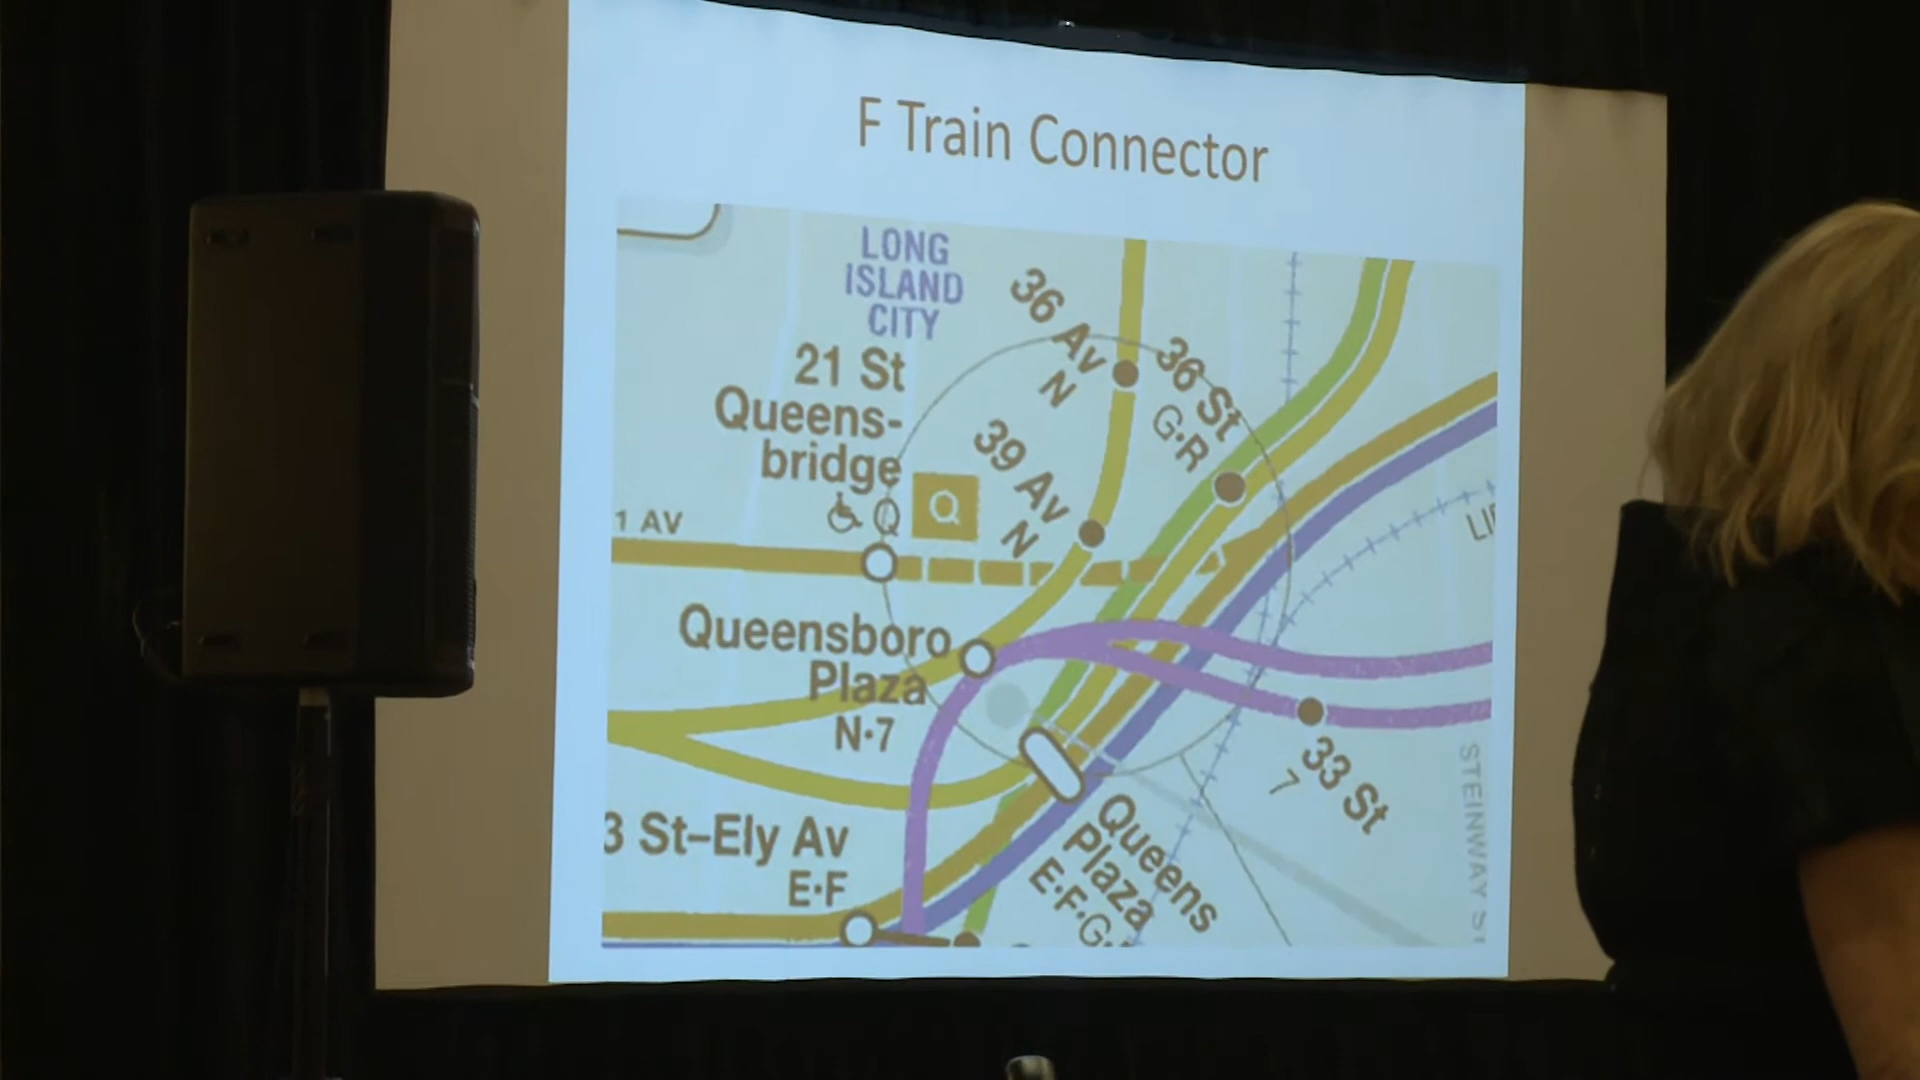 F Train Connector
LONG
ISLAND
CITY
36 Av
N
36 St
G•R
21 St
Queens-
bridge
Q
Q
39 Av
N
1 AV
Queensboro
Plaza
N•7
33 St
7
STEINWAY ST
3 St–Ely Av
E•F
Queens
Plaza
E•F•G•